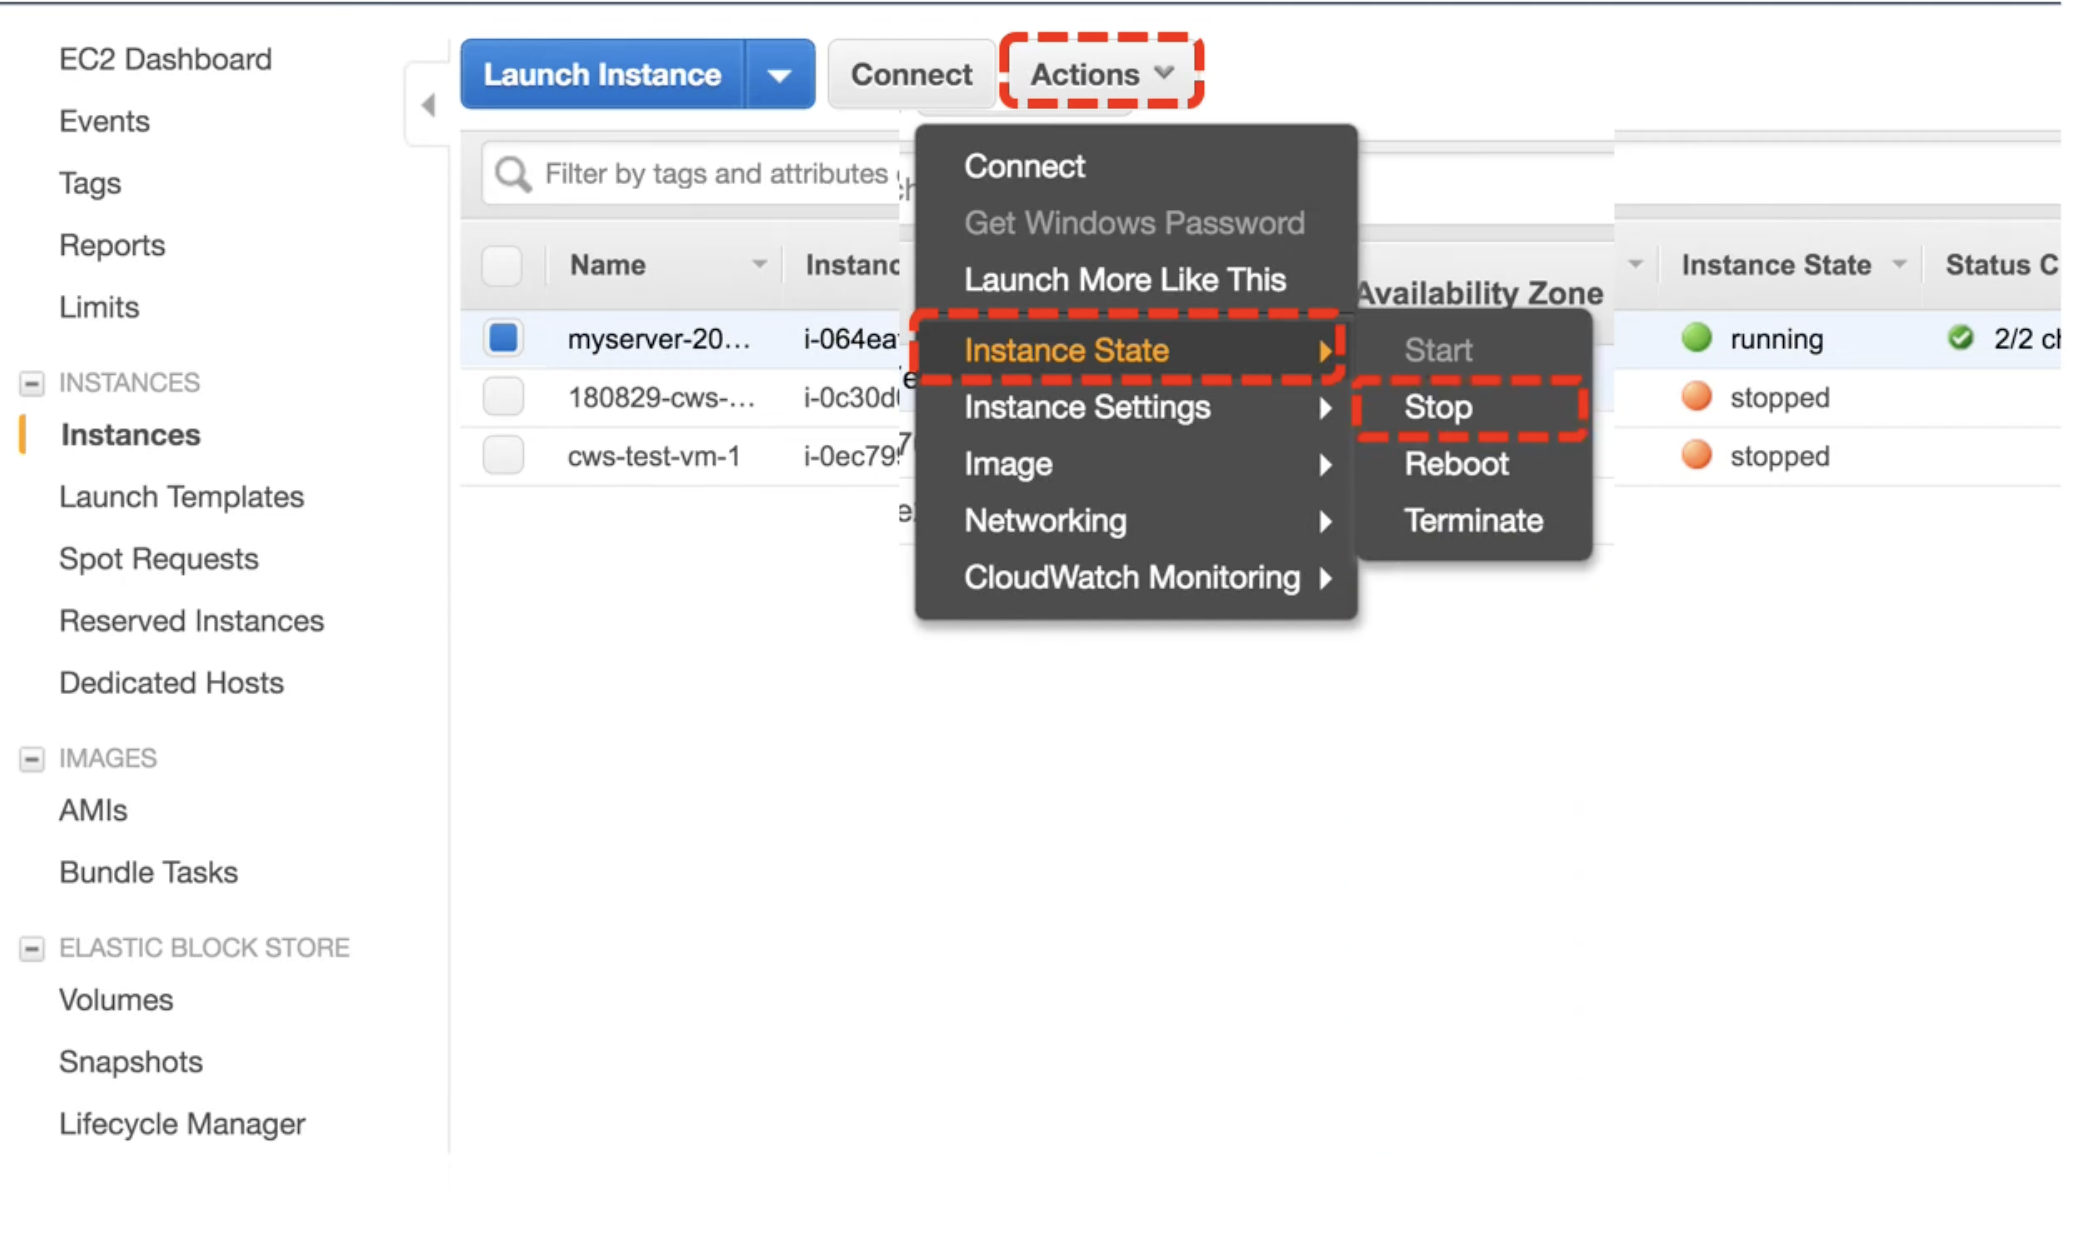 EC2 Dashboard
Events
Tags
Reports
Limits
INSTANCES
Instances
Launch Templates
Spot Requests
Reserved Instances
Dedicated Hosts
IMAGES
AMIs
Bundle Tasks
ELASTIC BLOCK STORE
Volumes
Snapshots
Lifecycle Manager
Launch Instance Connect Actions
Filter by tags and attributes
Name Instanc Availability Zone Instance State Status C
myserver-20... i-064ea running 2/2 ch
180829-cws-... i-0c30d stopped
cws-test-vm-1 i-0ec79 stopped
Connect
Get Windows Password
Launch More Like This
Instance State
Instance Settings
Image
Networking
CloudWatch Monitoring
Start
Stop
Reboot
Terminate